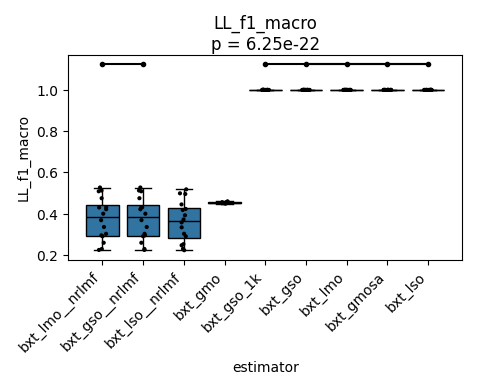 LL_f1_macro
p = 6.25e-22
LL_f1_macro
1.0
0.8
0.6
0.4
0.2
bxt_lmo__nrlmf
bxt_gso__nrlmf
bxt_lso__nrlmf
bxt_gmo
bxt_gso_1k
bxt_gso
bxt_lmo
bxt_gmosa
bxt_lso
estimator